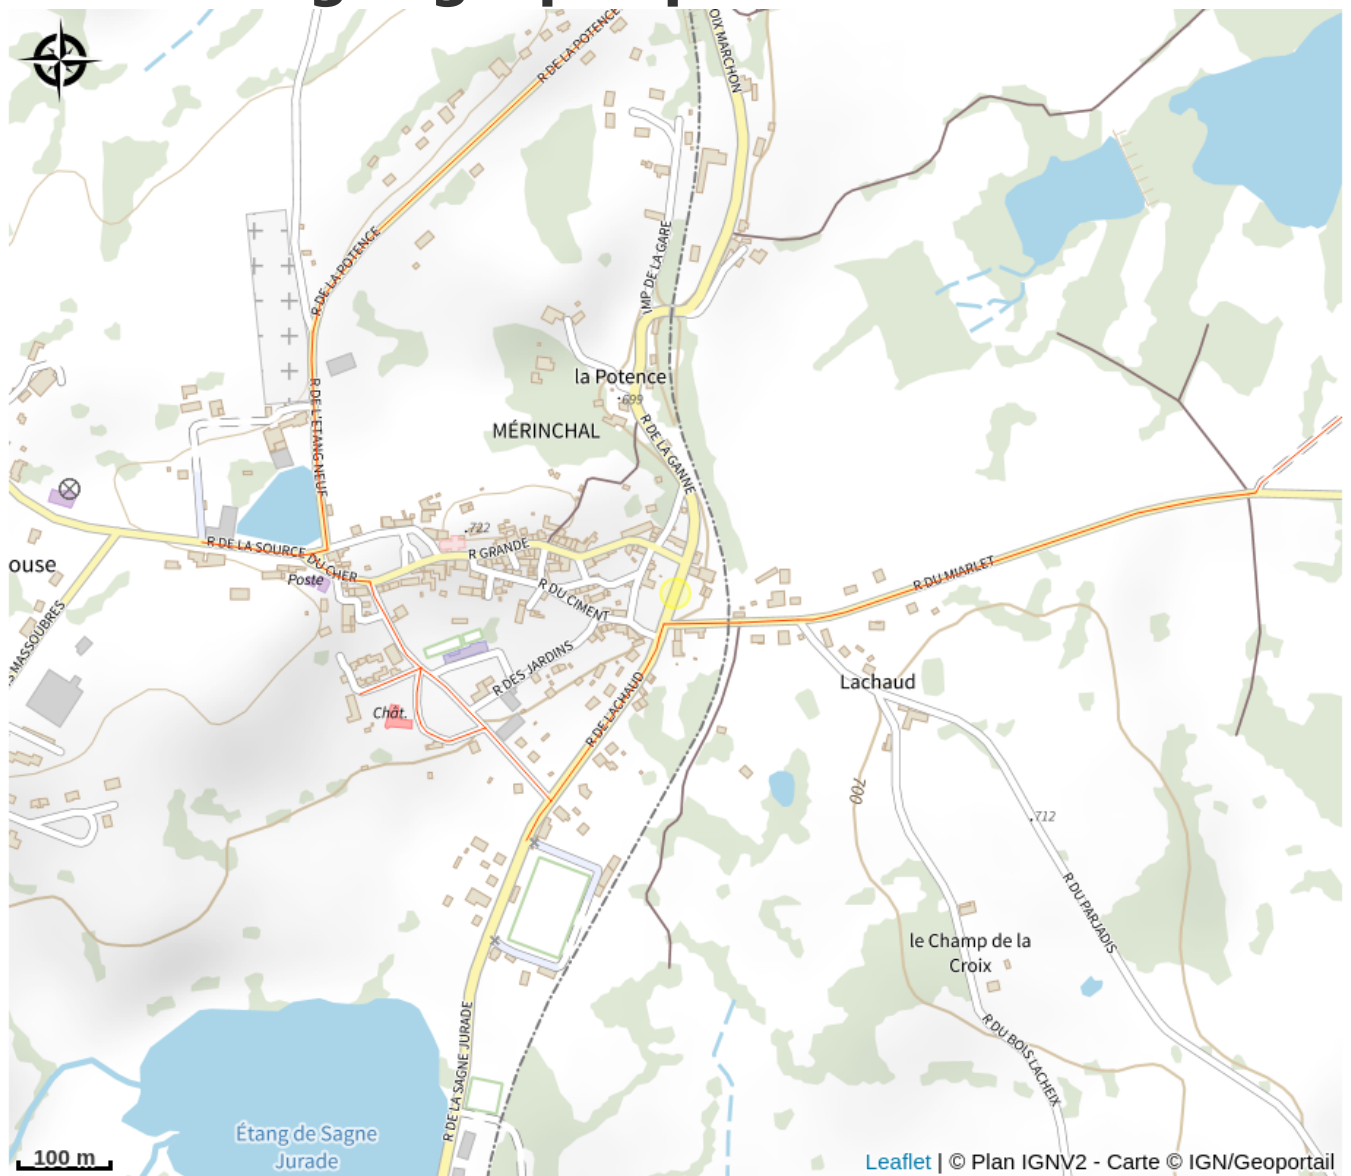 R DE LA POTENCE
OIX MARCHON
R DE LA POTENCE
IMP DE LA GARE
la Potence
699
MÉRINCHAL
R DE L'ETANG NEUF
R DE LA GANNE
722
R GRANDE
R DE LA SOURCE DU CHER
ouse
Poste
R DU CIMENT
R DU MIARLET
S MASSOUBRES
R DES JARDINS
Lachaud
Chât.
R DE LACHAUD
700
712
R DU PARJADIS
le Champ de la
Croix
R DE LA SAGNE JURADE
R DU BOIS LACHEIX
Étang de Sagne
Jurade
100 m
Leaflet | © Plan IGNV2 - Carte © IGN/Geoportail